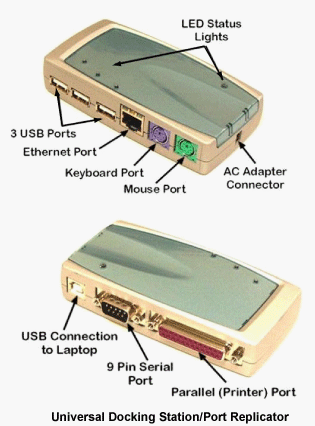 LED Status
Lights
3 USB Ports
Ethernet Port
Keyboard Port
Mouse Port
AC Adapter
Connector
USB Connection
to Laptop
9 Pin Serial
Port
Parallel (Printer) Port
Universal Docking Station/Port Replicator